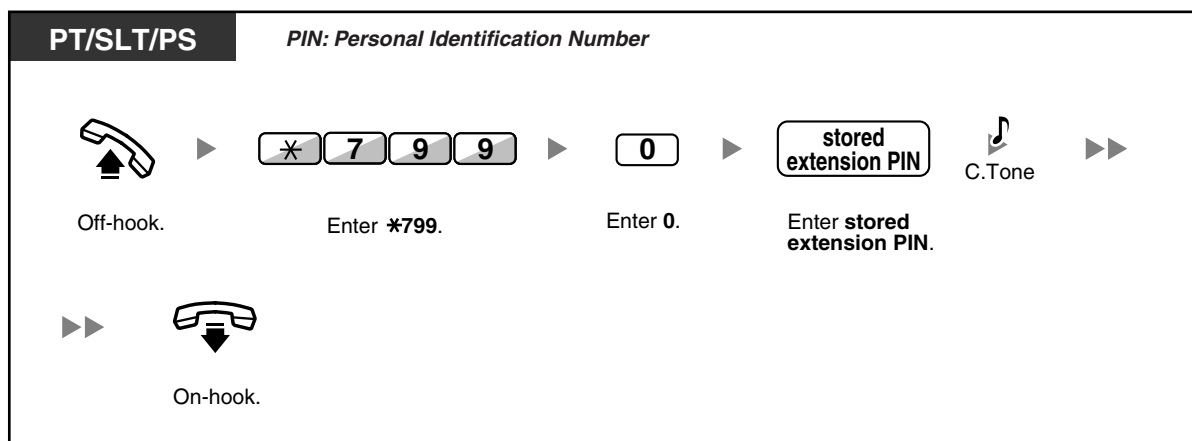 PT/SLT/PS
PIN: Personal Identification Number
✳ 7 9 9
0
stored
extension PIN
C.Tone
Off-hook.
Enter ✳799.
Enter 0.
Enter stored
extension PIN.
On-hook.